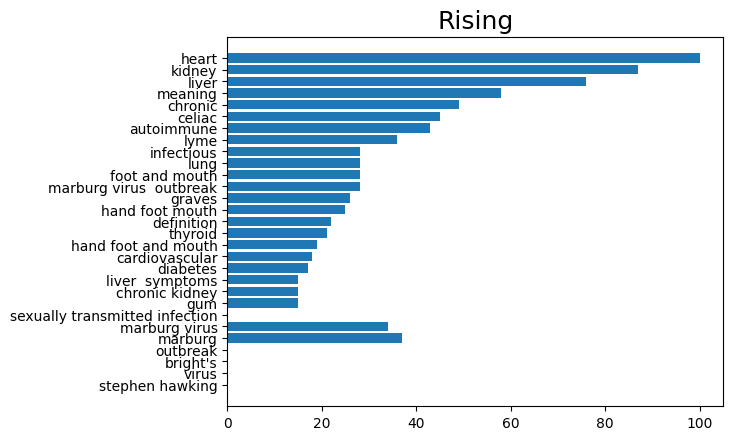 Rising
heart
kidney
liver
meaning
chronic
celiac
autoimmune
lyme
infectious
lung
foot and mouth
marburg virus  outbreak
graves
hand foot mouth
definition
thyroid
hand foot and mouth
cardiovascular
diabetes
liver  symptoms
chronic kidney
gum
sexually transmitted infection
marburg virus
marburg
outbreak
bright's
virus
stephen hawking
0 20 40 60 80 100